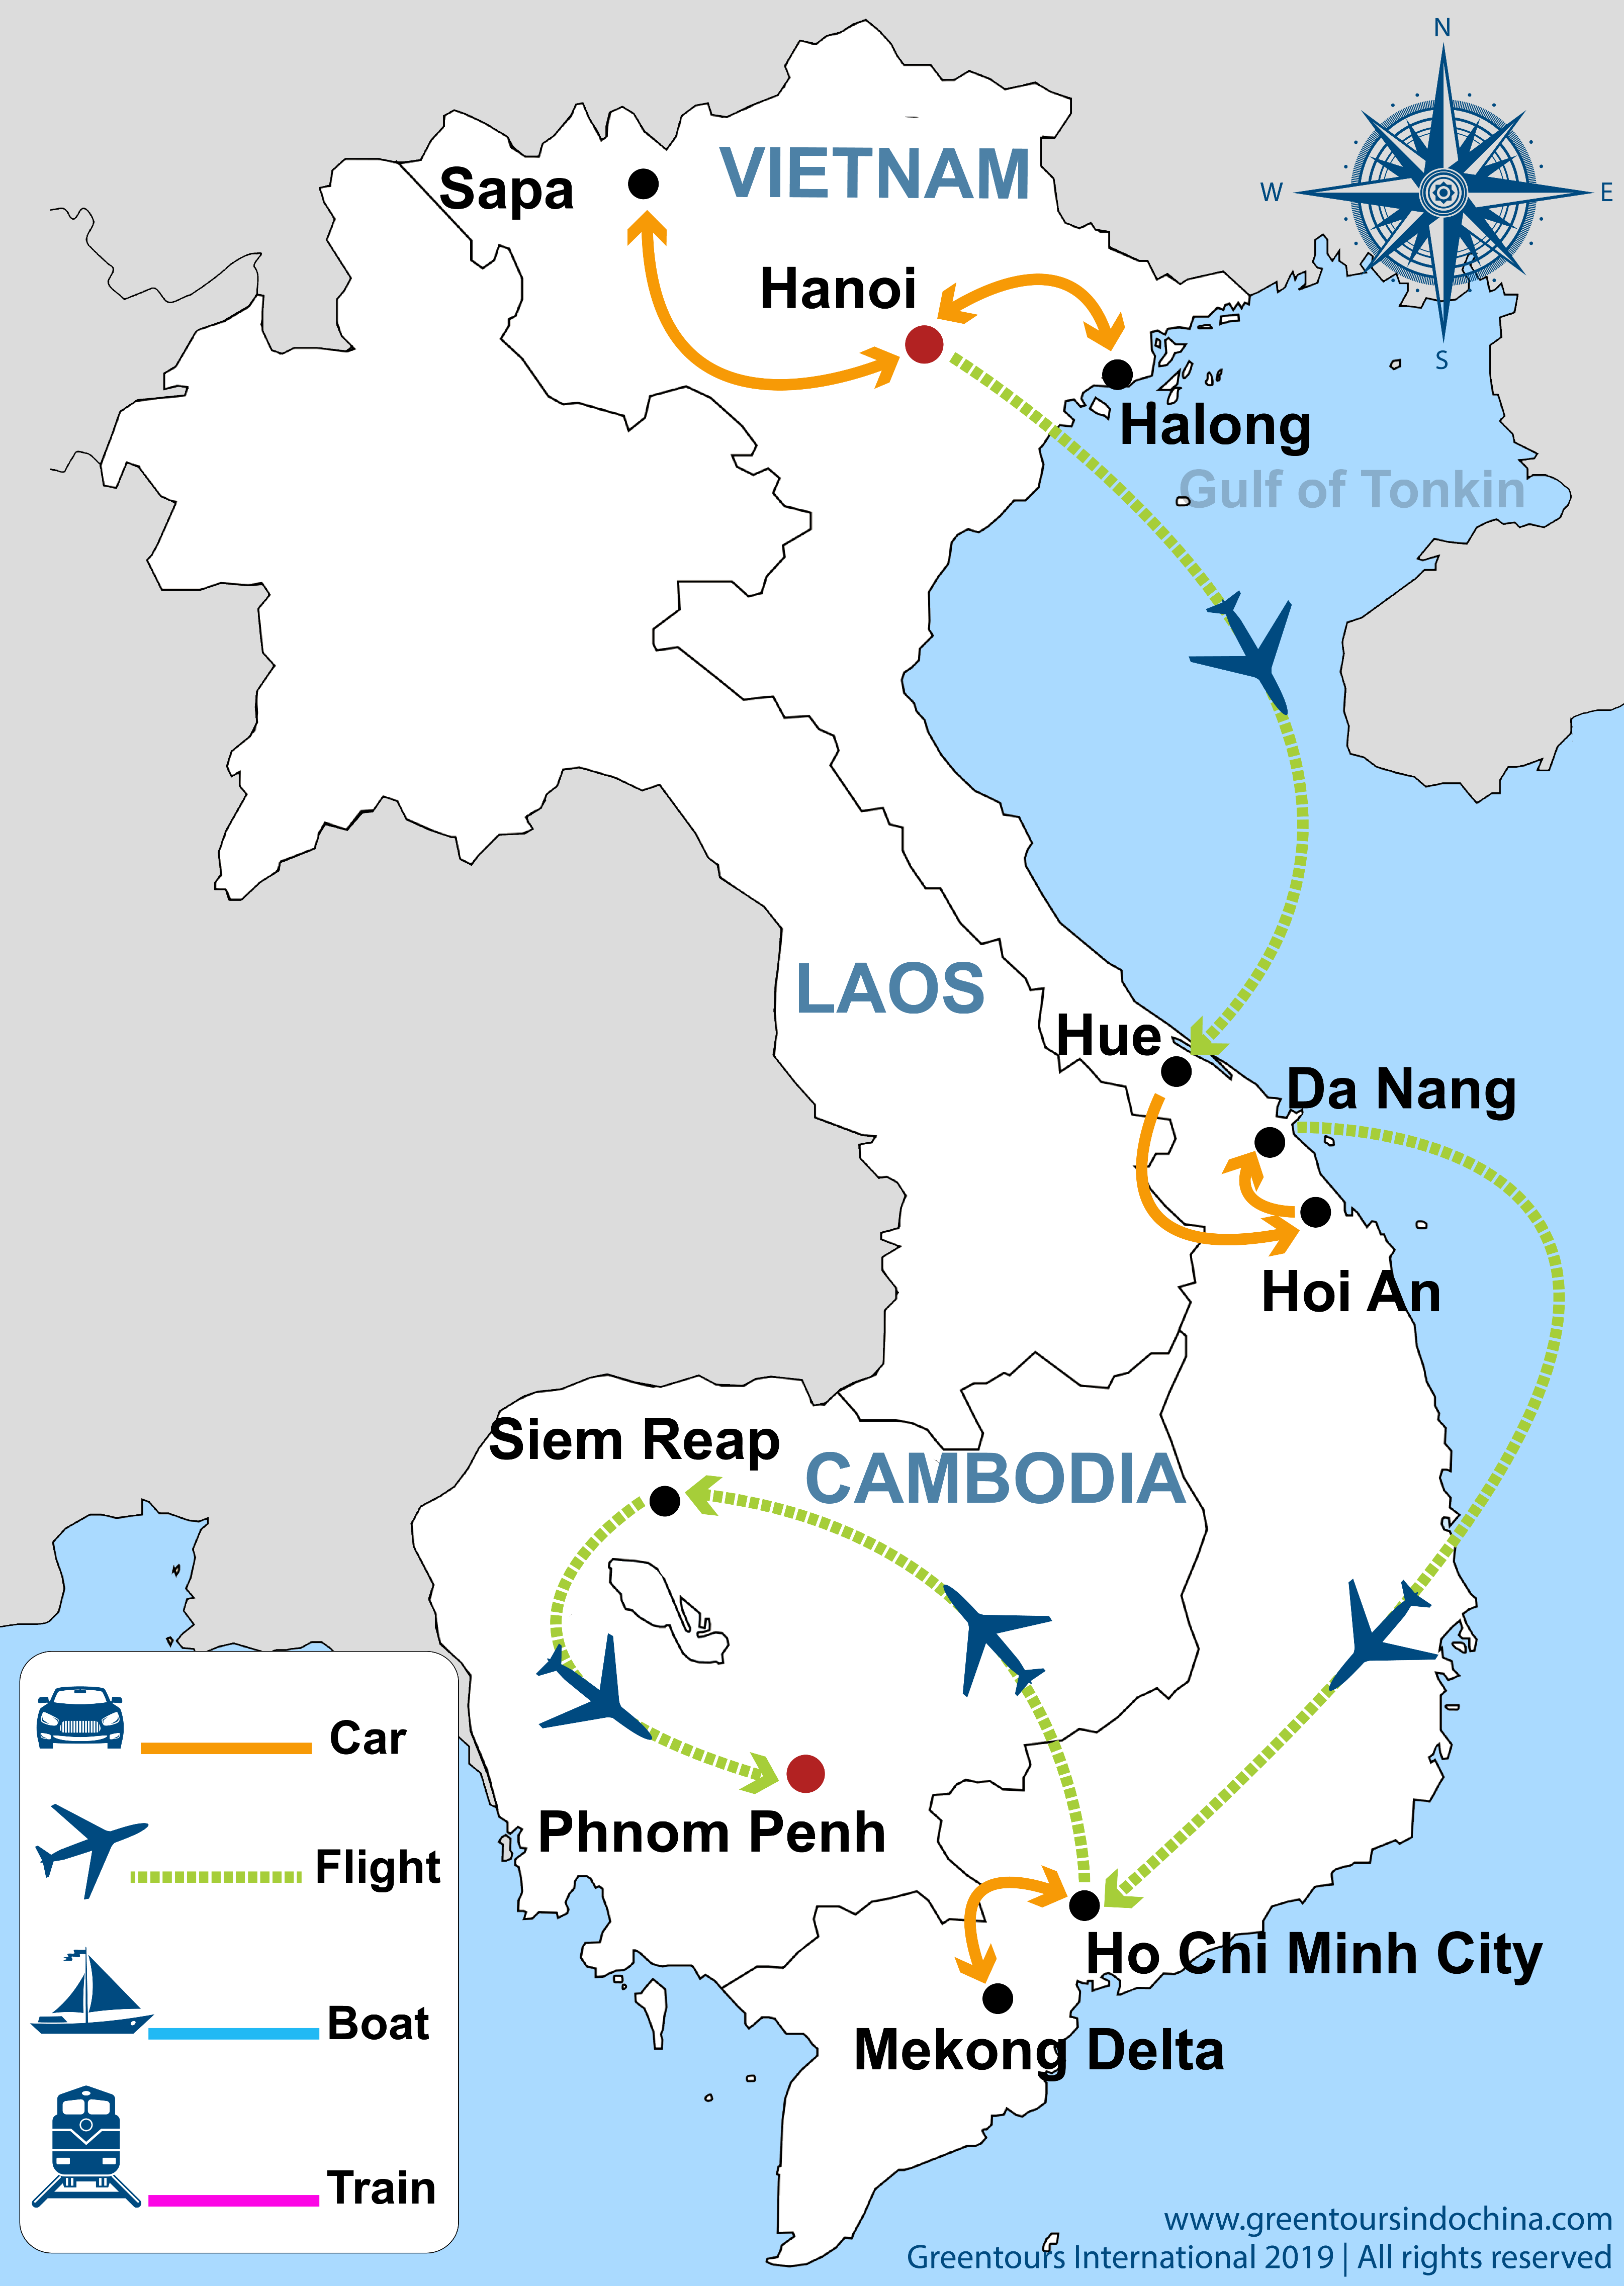 N
W
E
S
VIETNAM
Sapa
Hanoi
Halong
Gulf of Tonkin
LAOS
Hue
Da Nang
Hoi An
Siem Reap
CAMBODIA
Phnom Penh
Ho Chi Minh City
Mekong Delta
Car
Flight
Boat
Train
www.greentoursindochina.com
Greentours International 2019 | All rights reserved